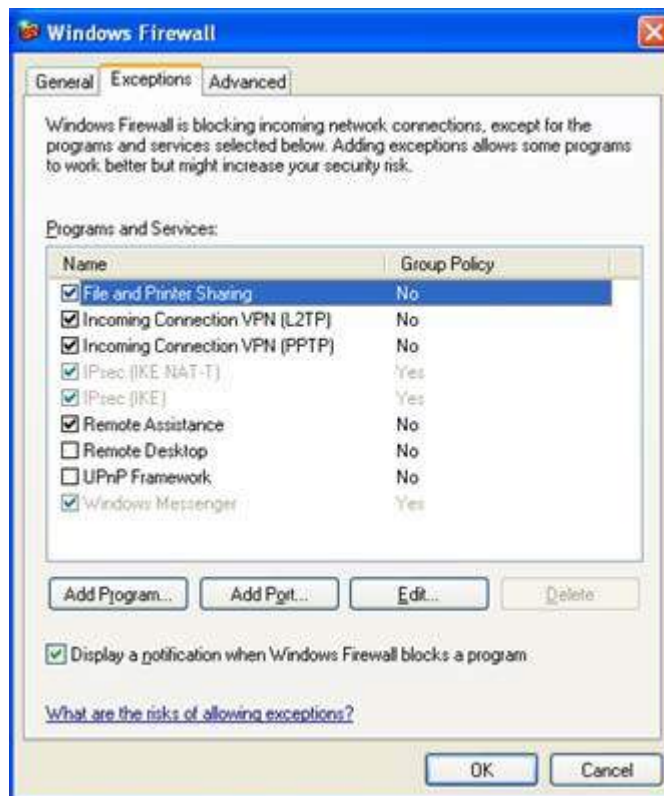 Windows Firewall
General Exceptions Advanced
Windows Firewall is blocking incoming network connections, except for the
programs and services selected below. Adding exceptions allows some programs
to work better but might increase your security risk.
Programs and Services:
Name Group Policy
File and Printer Sharing No
Incoming Connection VPN (L2TP) No
Incoming Connection VPN (PPTP) No
IPsec (IKE NAT-T) Yes
IPsec (IKE) Yes
Remote Assistance No
Remote Desktop No
UPnP Framework No
Windows Messenger Yes
Add Program... Add Port... Edit... Delete
Display a notification when Windows Firewall blocks a program
What are the risks of allowing exceptions?
OK Cancel